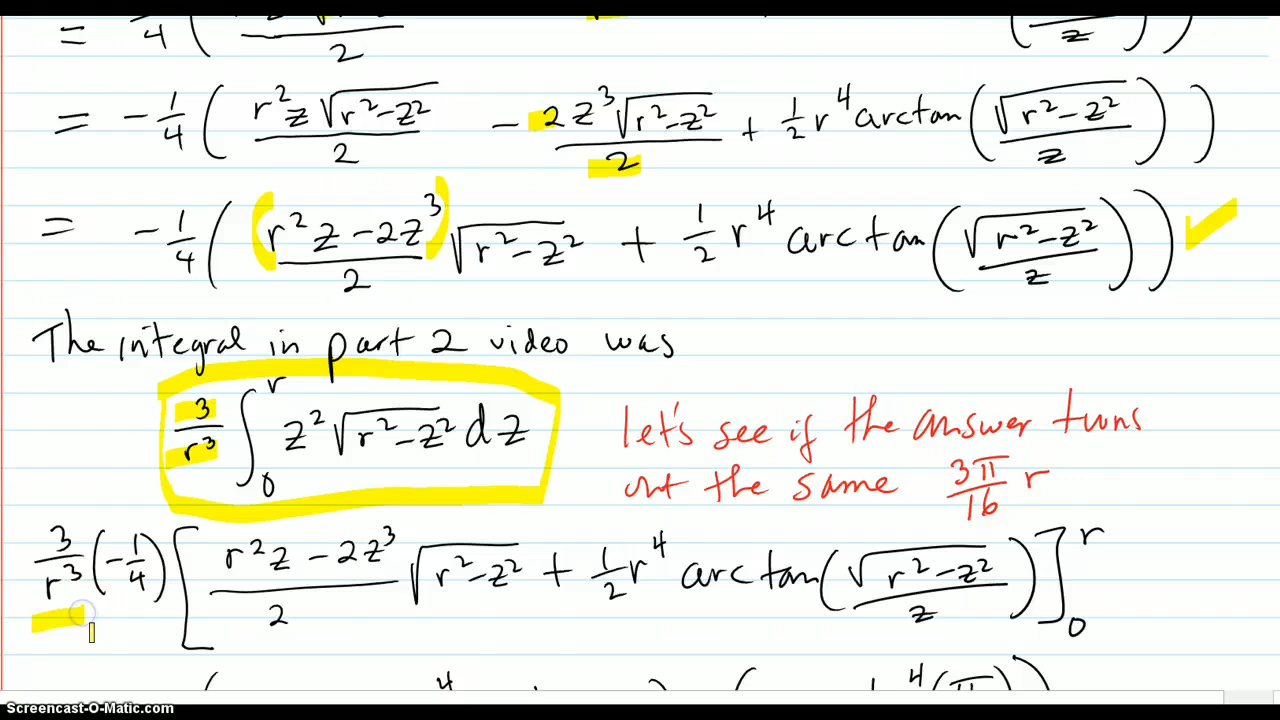 = 1/4 ( 2 z )
= -1/4 ( r²z√(r²-z²)/2 - 2z³√(r²-z²)/2 + 1/2 r⁴ arctan(√(r²-z²)/z) )
= -1/4 ( (r²z-2z³)/2 √(r²-z²) + 1/2 r⁴ arctan(√(r²-z²)/z) ) ✓
The integral in part 2 video was
3/r³ ∫₀ʳ z²√(r²-z²) dz
let's see if the answer turns
out the same 3π/16 r
3/r³ (-1/4) [ (r²z-2z³)/2 √(r²-z²) + 1/2 r⁴ arctan(√(r²-z²)/z) ]₀ʳ
Screencast-O-Matic.com